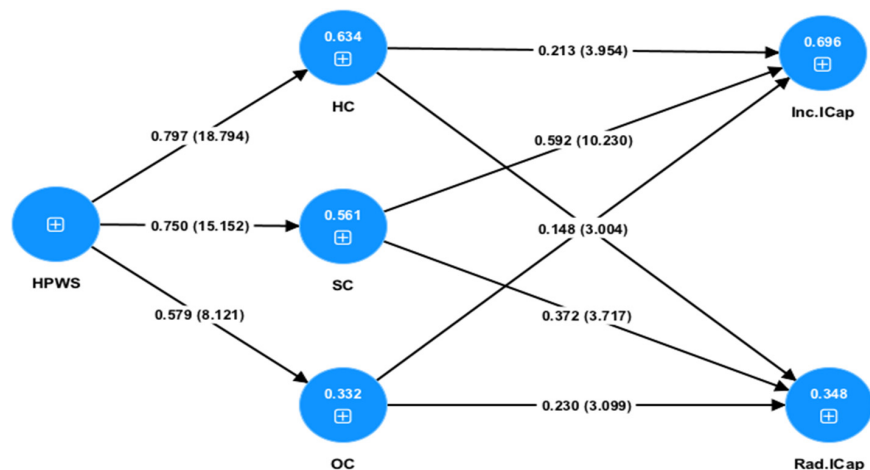 0.634
0.696
0.213 (3.954)
HC
Inc.ICap
0.797 (18.794)
0.592 (10.230)
0.561
0.750 (15.152)
0.148 (3.004)
HPWS
SC
0.579 (8.121)
0.372 (3.717)
0.332
0.348
0.230 (3.099)
OC
Rad.ICap